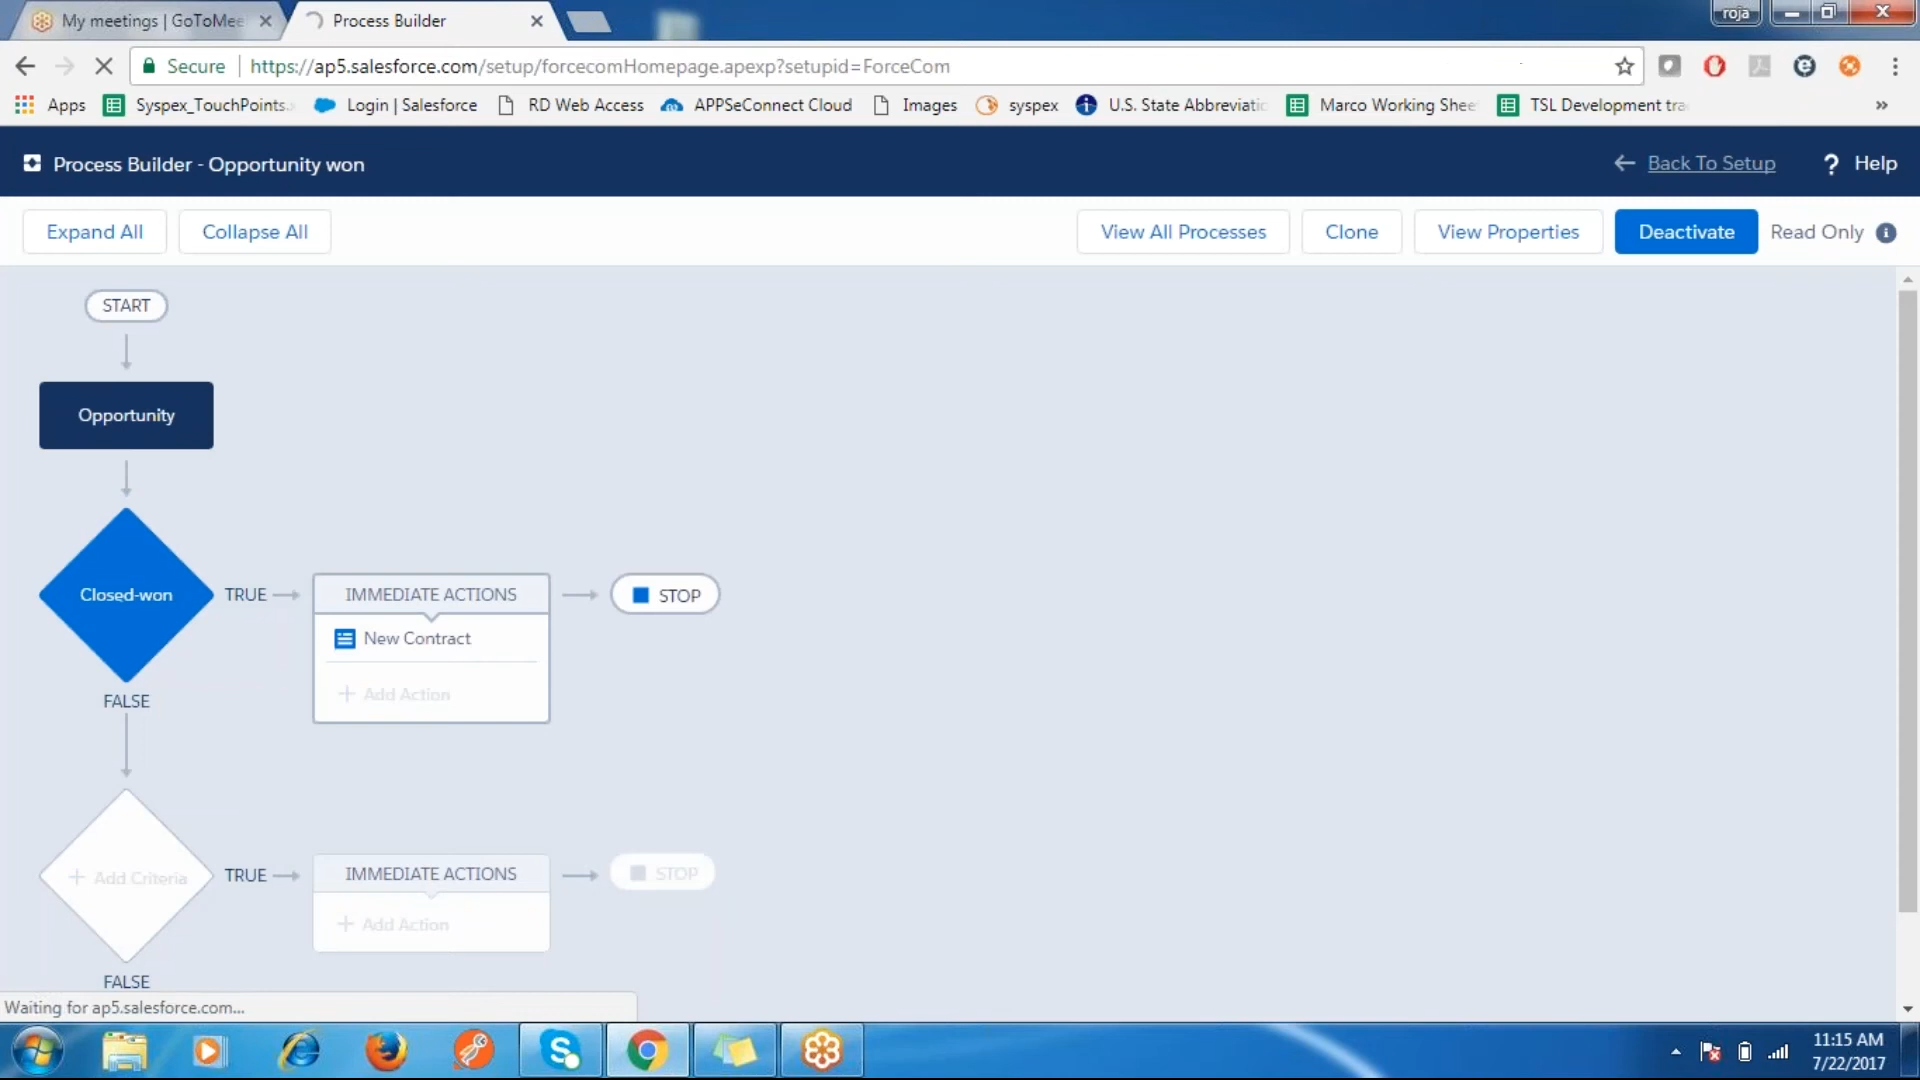 My meetings | GoToMee
Process Builder
roja
Secure
https://ap5.salesforce.com/setup/forcecomHomepage.apexp?setupid=ForceCom
Apps
Syspex_TouchPoints.
Login | Salesforce
RD Web Access
APPSeConnect Cloud
Images
syspex
U.S. State Abbreviatio
Marco Working Shee
TSL Development tra
»
Process Builder - Opportunity won
Back To Setup
? Help
Expand All
Collapse All
View All Processes
Clone
View Properties
Deactivate
Read Only
START
Opportunity
Closed-won
TRUE
IMMEDIATE ACTIONS
STOP
New Contract
+ Add Action
FALSE
+ Add Criteria
TRUE
IMMEDIATE ACTIONS
STOP
+ Add Action
FALSE
Waiting for ap5.salesforce.com...
11:15 AM
7/22/2017